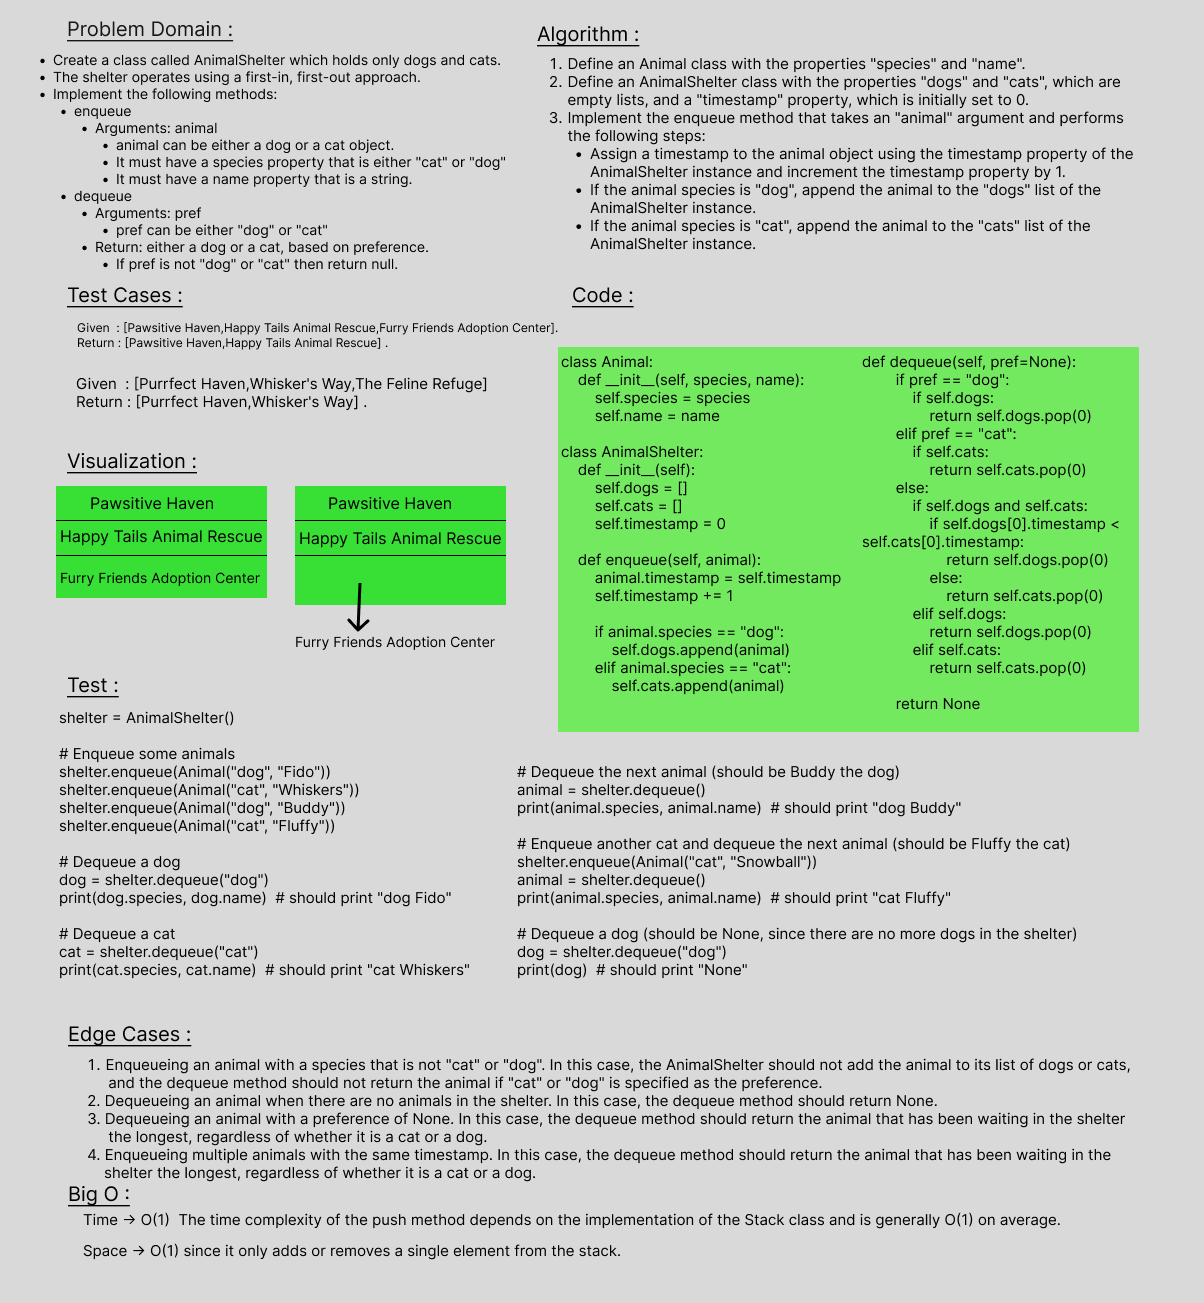 Problem Domain :
• Create a class called AnimalShelter which holds only dogs and cats.
• The shelter operates using a first-in, first-out approach.
• Implement the following methods:
• enqueue
• Arguments: animal
• animal can be either a dog or a cat object.
• It must have a species property that is either "cat" or "dog"
• It must have a name property that is a string.
• dequeue
• Arguments: pref
• pref can be either "dog" or "cat"
• Return: either a dog or a cat, based on preference.
• If pref is not "dog" or "cat" then return null.
Algorithm :
1. Define an Animal class with the properties "species" and "name".
2. Define an AnimalShelter class with the properties "dogs" and "cats", which are
empty lists, and a "timestamp" property, which is initially set to 0.
3. Implement the enqueue method that takes an "animal" argument and performs
the following steps:
• Assign a timestamp to the animal object using the timestamp property of the
AnimalShelter instance and increment the timestamp property by 1.
• If the animal species is "dog", append the animal to the "dogs" list of the
AnimalShelter instance.
• If the animal species is "cat", append the animal to the "cats" list of the
AnimalShelter instance.
Test Cases :
Given  : [Pawsitive Haven,Happy Tails Animal Rescue,Furry Friends Adoption Center].
Return : [Pawsitive Haven,Happy Tails Animal Rescue] .
Given  : [Purrfect Haven,Whisker's Way,The Feline Refuge]
Return : [Purrfect Haven,Whisker's Way] .
Visualization :
Pawsitive Haven
Happy Tails Animal Rescue
Furry Friends Adoption Center
Pawsitive Haven
Happy Tails Animal Rescue
Furry Friends Adoption Center
Code :
class Animal:
def __init__(self, species, name):
self.species = species
self.name = name
class AnimalShelter:
def __init__(self):
self.dogs = []
self.cats = []
self.timestamp = 0
def enqueue(self, animal):
animal.timestamp = self.timestamp
self.timestamp += 1
if animal.species == "dog":
self.dogs.append(animal)
elif animal.species == "cat":
self.cats.append(animal)
def dequeue(self, pref=None):
if pref == "dog":
if self.dogs:
return self.dogs.pop(0)
elif pref == "cat":
if self.cats:
return self.cats.pop(0)
else:
if self.dogs and self.cats:
if self.dogs[0].timestamp <
self.cats[0].timestamp:
return self.dogs.pop(0)
else:
return self.cats.pop(0)
elif self.dogs:
return self.dogs.pop(0)
elif self.cats:
return self.cats.pop(0)
return None
Test :
shelter = AnimalShelter()
# Enqueue some animals
shelter.enqueue(Animal("dog", "Fido"))
shelter.enqueue(Animal("cat", "Whiskers"))
shelter.enqueue(Animal("dog", "Buddy"))
shelter.enqueue(Animal("cat", "Fluffy"))
# Dequeue a dog
dog = shelter.dequeue("dog")
print(dog.species, dog.name)  # should print "dog Fido"
# Dequeue a cat
cat = shelter.dequeue("cat")
print(cat.species, cat.name)  # should print "cat Whiskers"
# Dequeue the next animal (should be Buddy the dog)
animal = shelter.dequeue()
print(animal.species, animal.name)  # should print "dog Buddy"
# Enqueue another cat and dequeue the next animal (should be Fluffy the cat)
shelter.enqueue(Animal("cat", "Snowball"))
animal = shelter.dequeue()
print(animal.species, animal.name)  # should print "cat Fluffy"
# Dequeue a dog (should be None, since there are no more dogs in the shelter)
dog = shelter.dequeue("dog")
print(dog)  # should print "None"
Edge Cases :
1. Enqueueing an animal with a species that is not "cat" or "dog". In this case, the AnimalShelter should not add the animal to its list of dogs or cats,
and the dequeue method should not return the animal if "cat" or "dog" is specified as the preference.
2. Dequeueing an animal when there are no animals in the shelter. In this case, the dequeue method should return None.
3. Dequeueing an animal with a preference of None. In this case, the dequeue method should return the animal that has been waiting in the shelter
the longest, regardless of whether it is a cat or a dog.
4. Enqueueing multiple animals with the same timestamp. In this case, the dequeue method should return the animal that has been waiting in the
shelter the longest, regardless of whether it is a cat or a dog.
Big O :
Time → O(1)  The time complexity of the push method depends on the implementation of the Stack class and is generally O(1) on average.
Space → O(1) since it only adds or removes a single element from the stack.